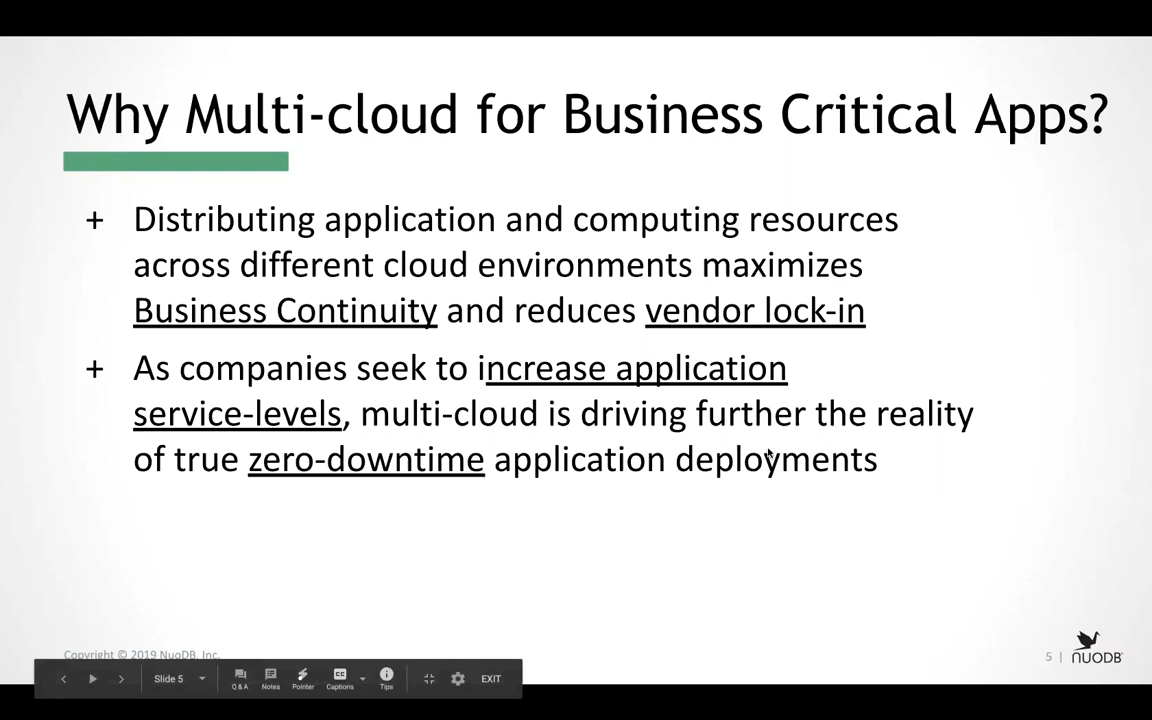 Why Multi-cloud for Business Critical Apps?
+ Distributing application and computing resources
across different cloud environments maximizes
Business Continuity and reduces vendor lock-in
+ As companies seek to increase application
service-levels, multi-cloud is driving further the reality
of true zero-downtime application deployments
Copyright © 2019 NuoDB, Inc.
5 | NUODB
Slide 5
Q & A Notes Pointer Captions Tips EXIT